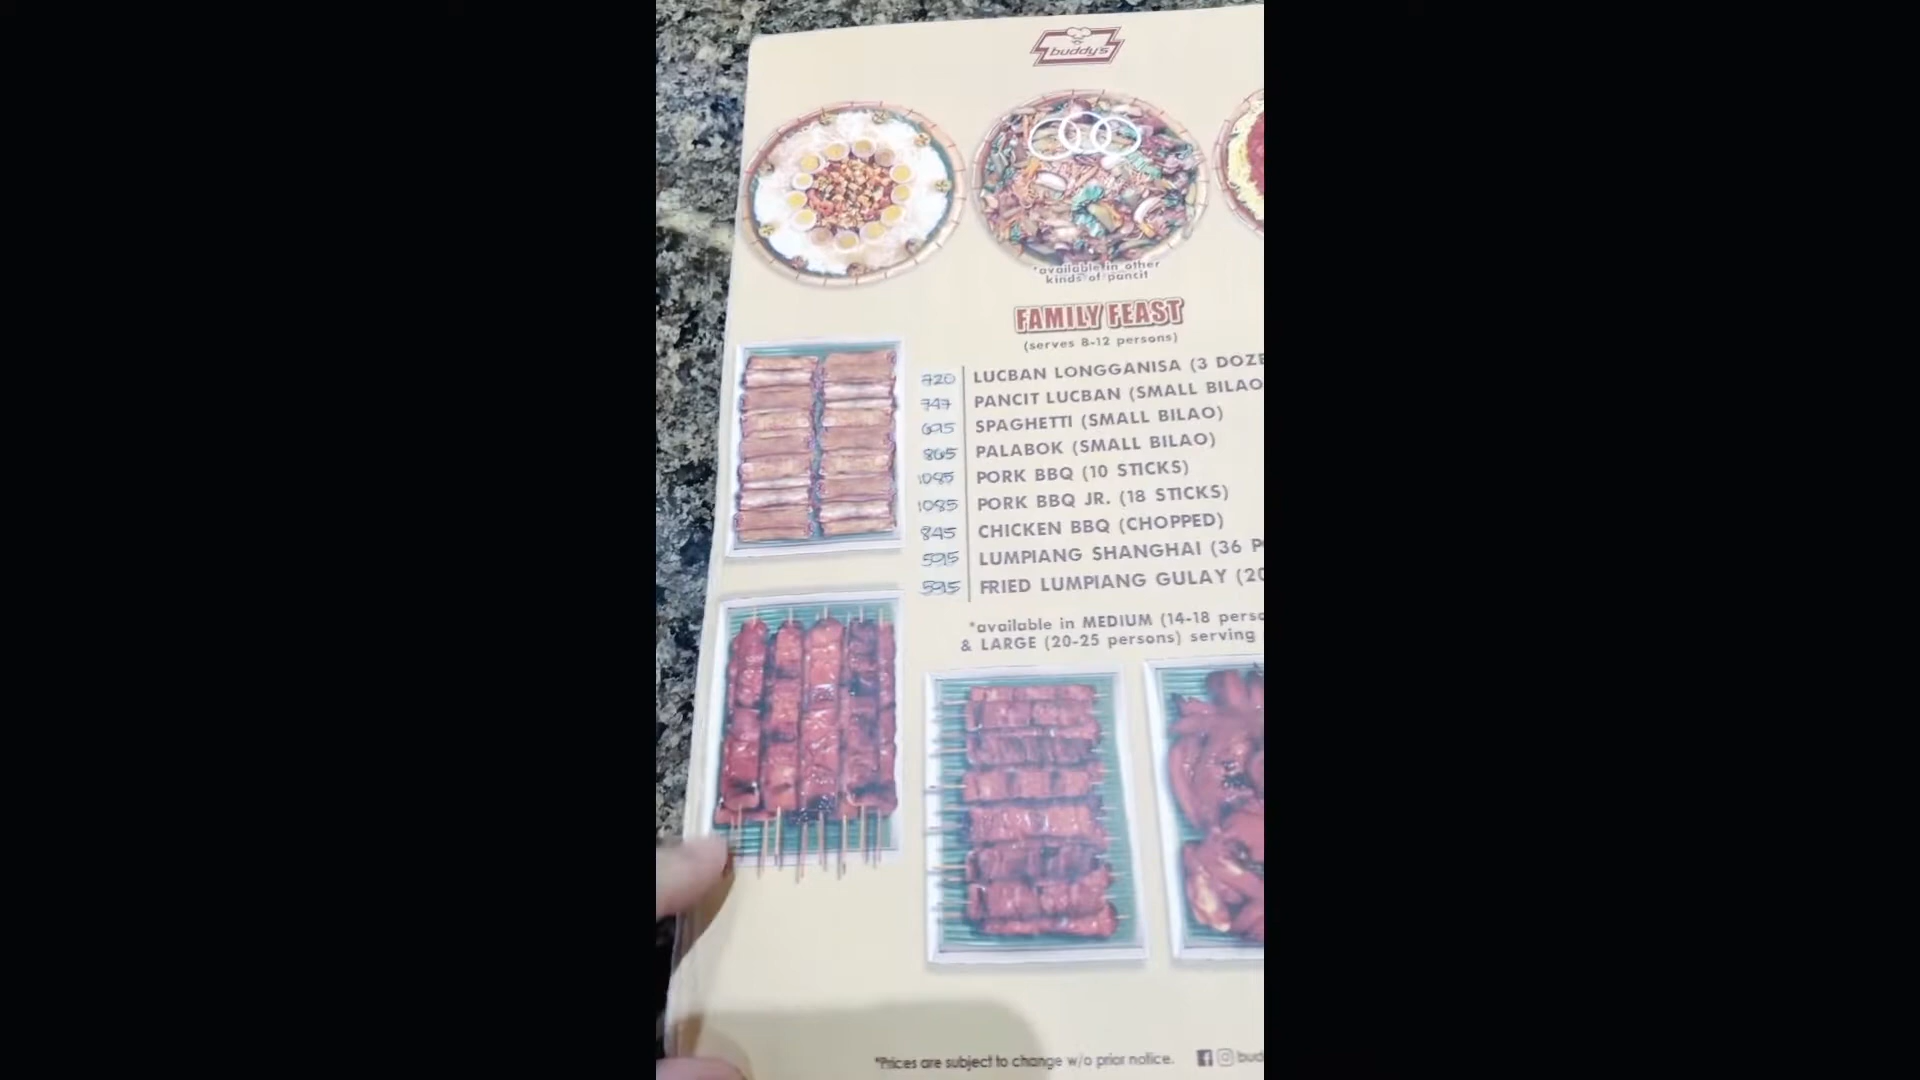 buddy's
*available in other
kinds of pancit
FAMILY FEAST
(serves 8-12 persons)
720 LUCBAN LONGGANISA (3 DOZE
747 PANCIT LUCBAN (SMALL BILAO
695 SPAGHETTI (SMALL BILAO)
865 PALABOK (SMALL BILAO)
1085 PORK BBQ (10 STICKS)
1085 PORK BBQ JR. (18 STICKS)
845 CHICKEN BBQ (CHOPPED)
595 LUMPIANG SHANGHAI (36 P
595 FRIED LUMPIANG GULAY (20
*available in MEDIUM (14-18 perso
& LARGE (20-25 persons) serving
*Prices are subject to change w/o prior notice.
bud